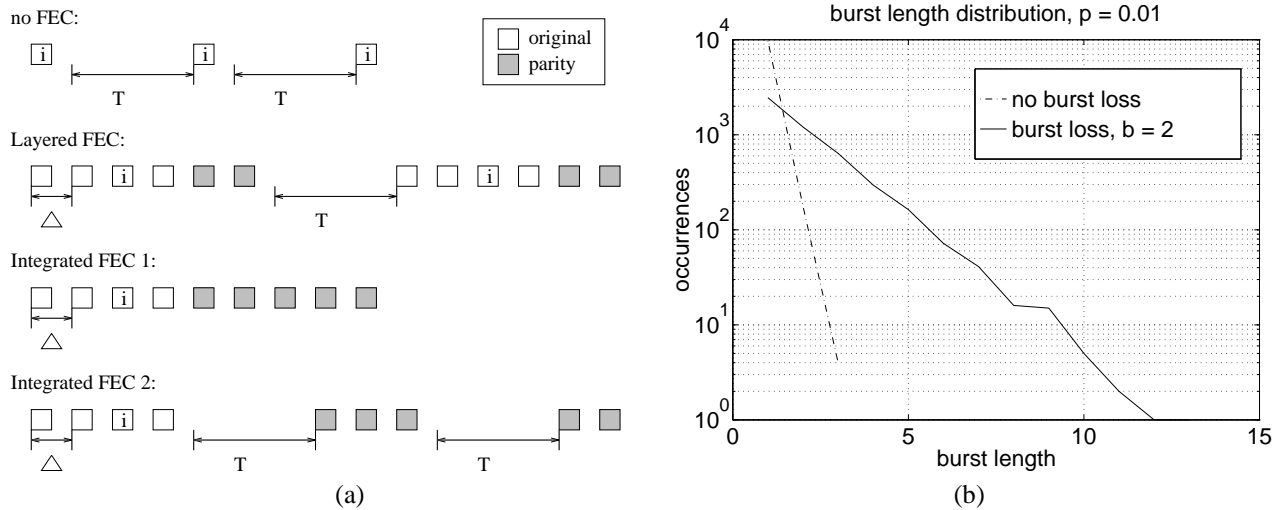 no FEC:
i i i
T T
original
parity
Layered FEC:
i i
T
△
Integrated FEC 1:
i
△
Integrated FEC 2:
i
T T
△
(a)
burst length distribution, p = 0.01
10^4
10^3
10^2
10^1
10^0
occurrences
no burst loss
burst loss, b = 2
0 5 10 15
burst length
(b)